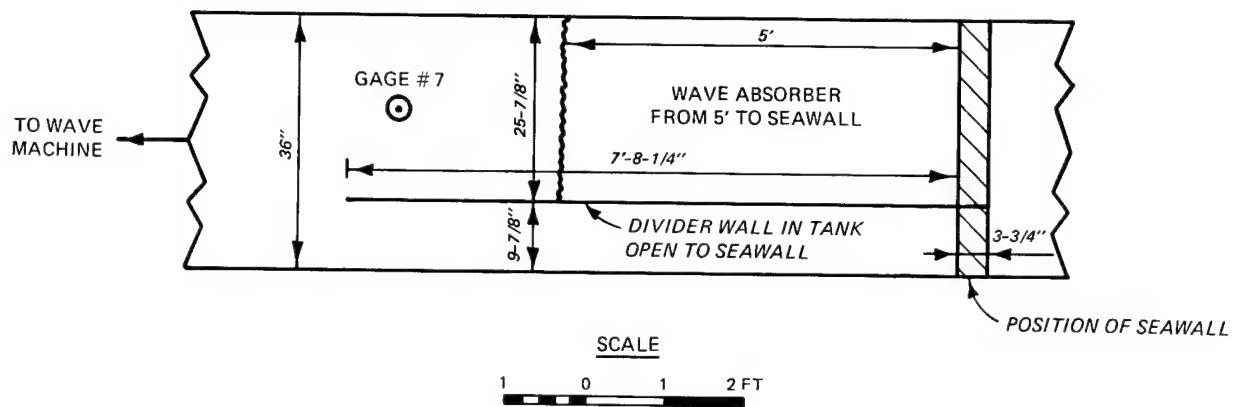 TO WAVE
MACHINE
36"
GAGE #7
25-7/8"
9-7/8"
5'
WAVE ABSORBER
FROM 5' TO SEAWALL
7'-8-1/4"
DIVIDER WALL IN TANK
OPEN TO SEAWALL
3-3/4"
POSITION OF SEAWALL
SCALE
1 0 1 2 FT